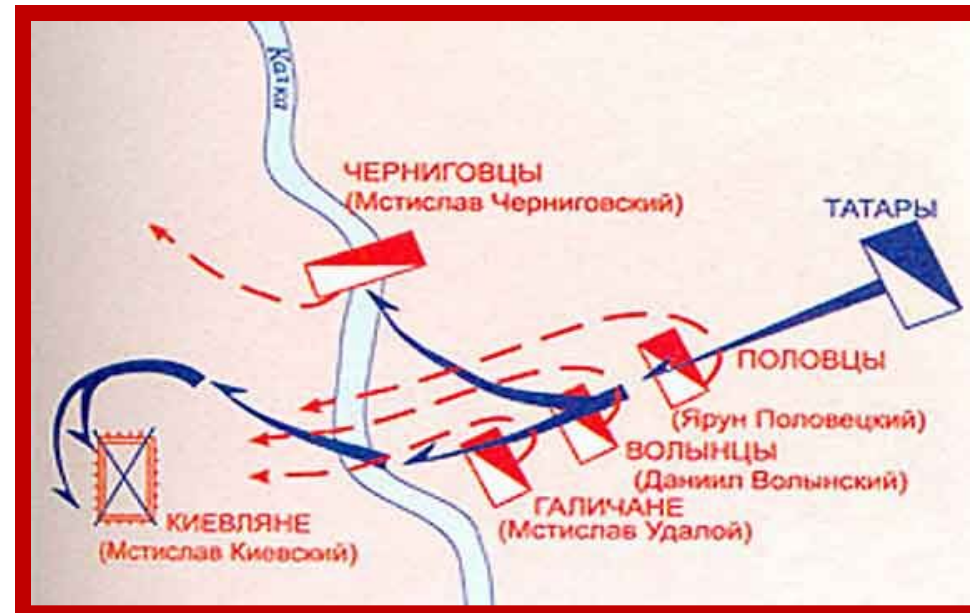 Калка
ЧЕРНИГОВЦЫ
(Мстислав Черниговский)
ТАТАРЫ
ПОЛОВЦЫ
(Ярун Половецкий)
ВОЛЫНЦЫ
(Даниил Волынский)
ГАЛИЧАНЕ
(Мстислав Удалой)
КИЕВЛЯНЕ
(Мстислав Киевский)